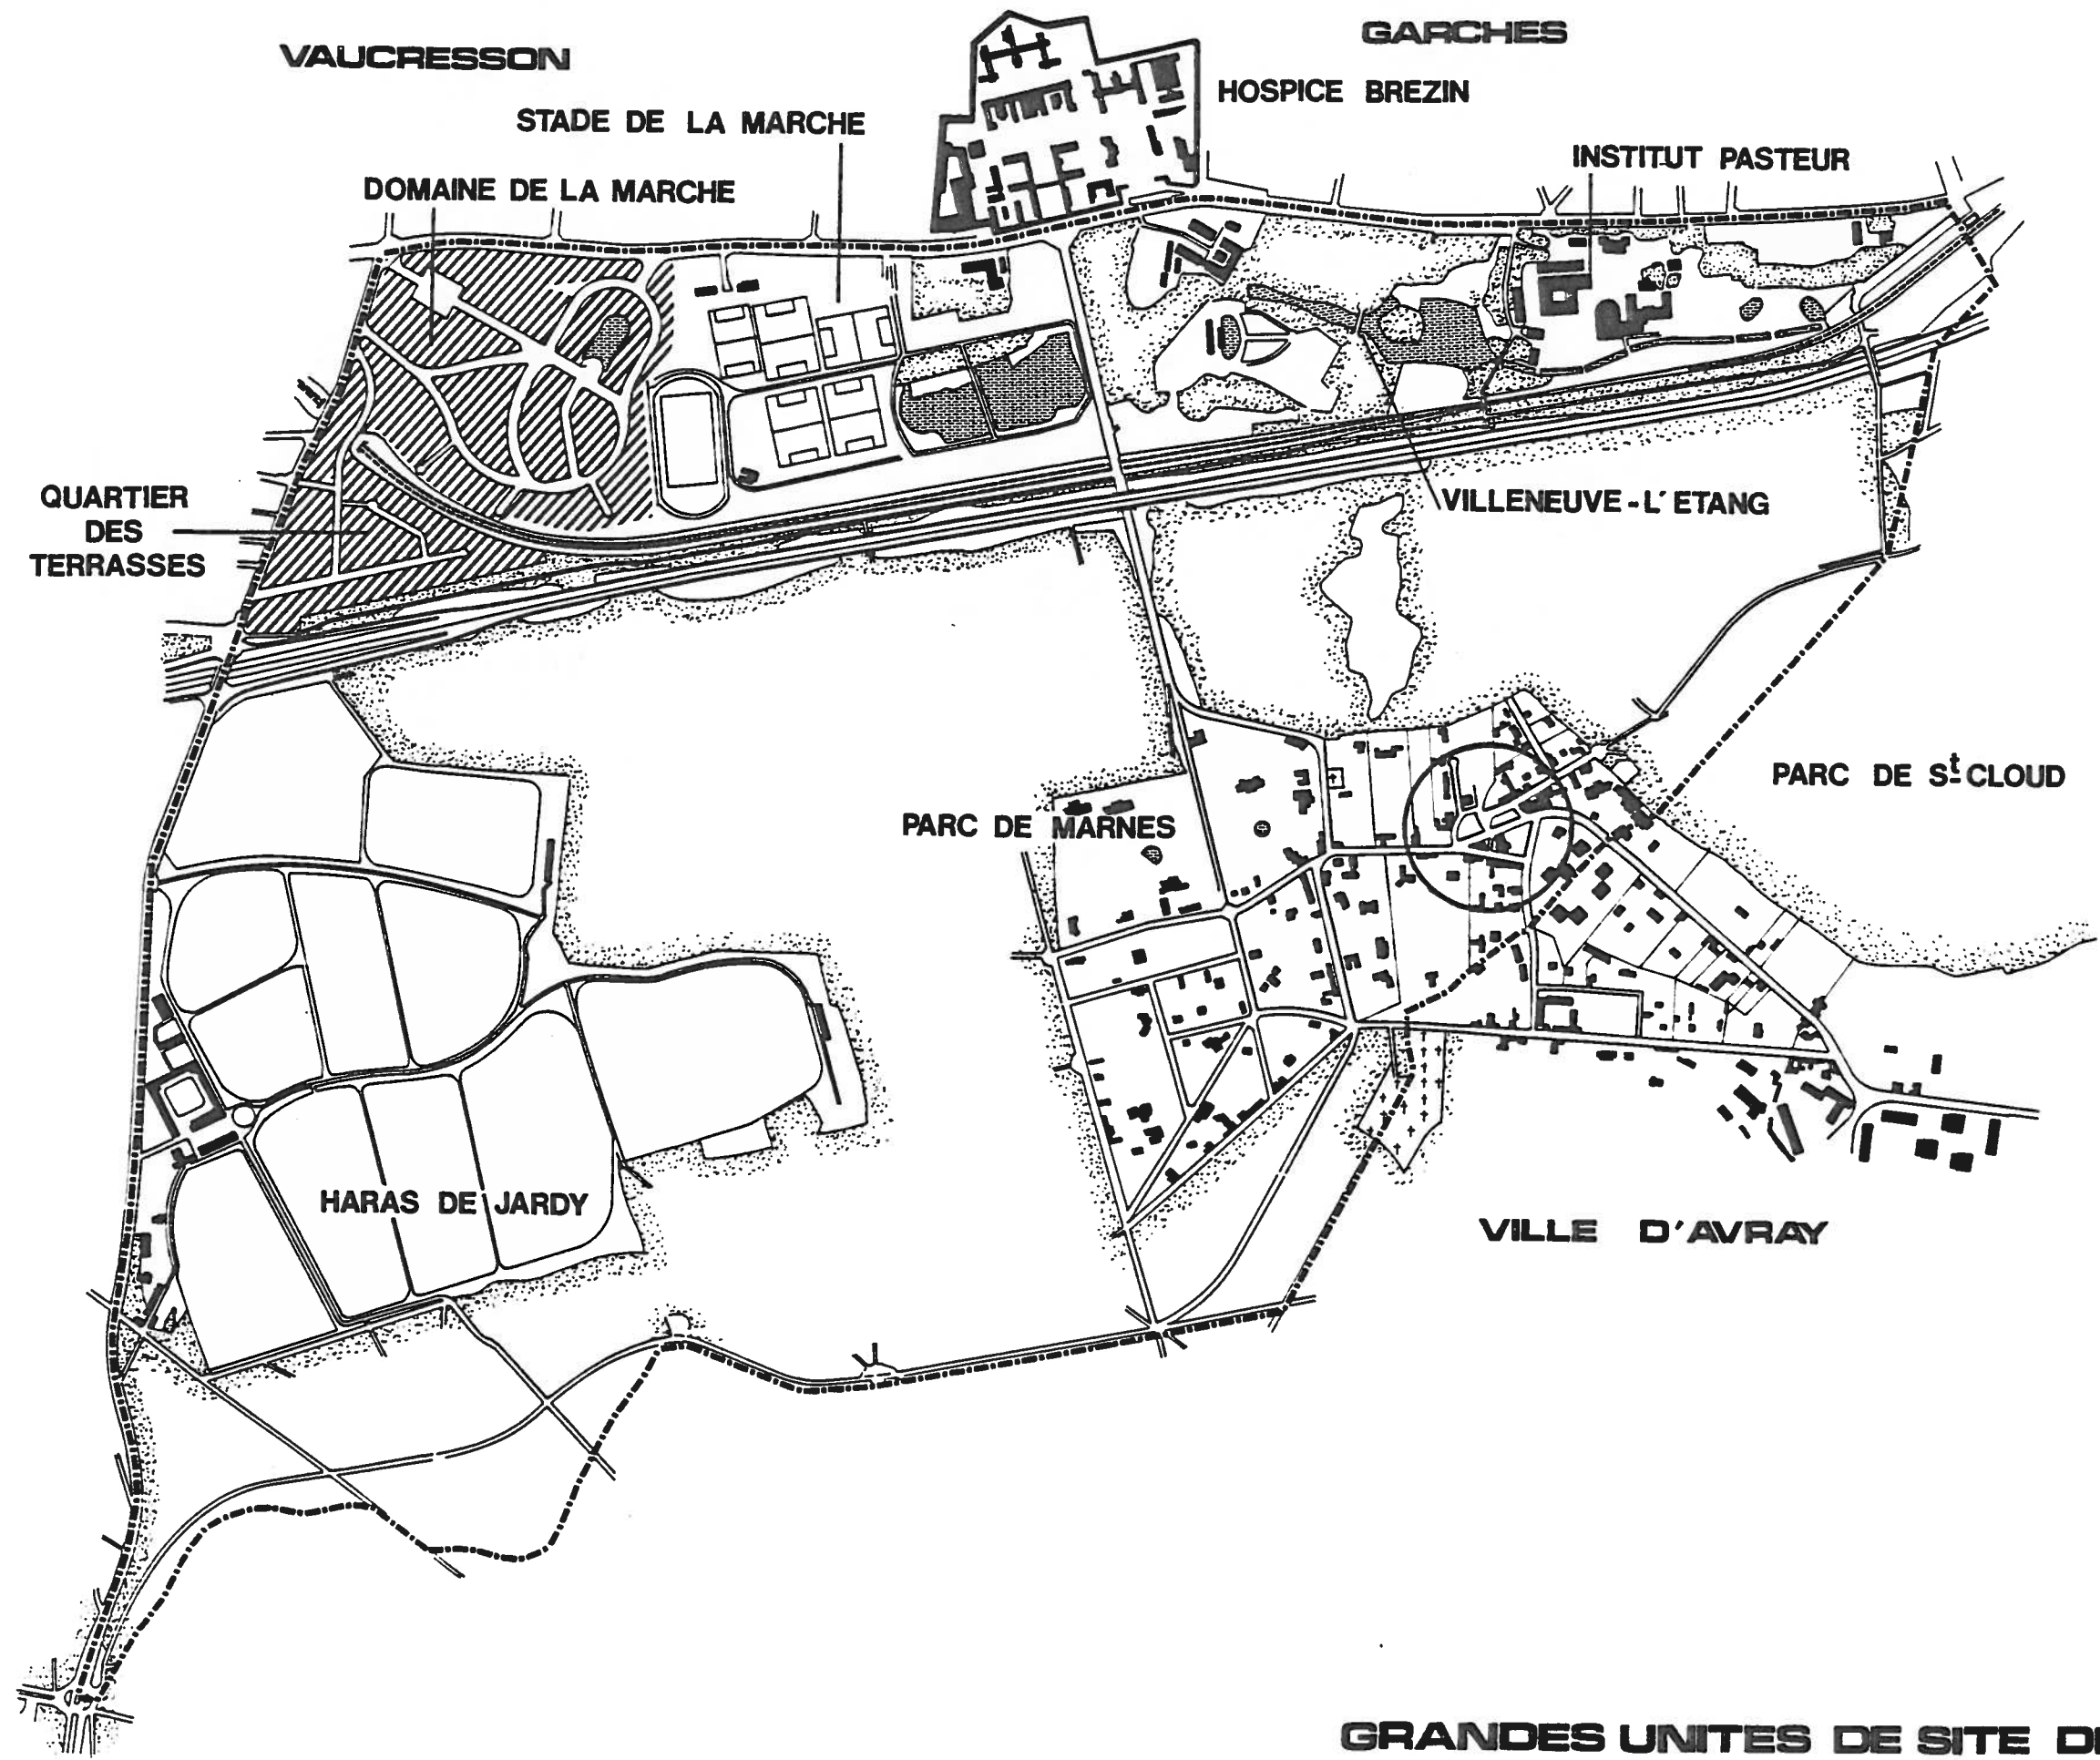 GARCHES
VAUCRESSON
HOSPICE BREZIN
STADE DE LA MARCHE
INSTITUT PASTEUR
DOMAINE DE LA MARCHE
QUARTIER
DES
TERRASSES
VILLENEUVE-L'ETANG
PARC DE St CLOUD
PARC DE MARNES
HARAS DE JARDY
VILLE D'AVRAY
GRANDES UNITES DE SITE